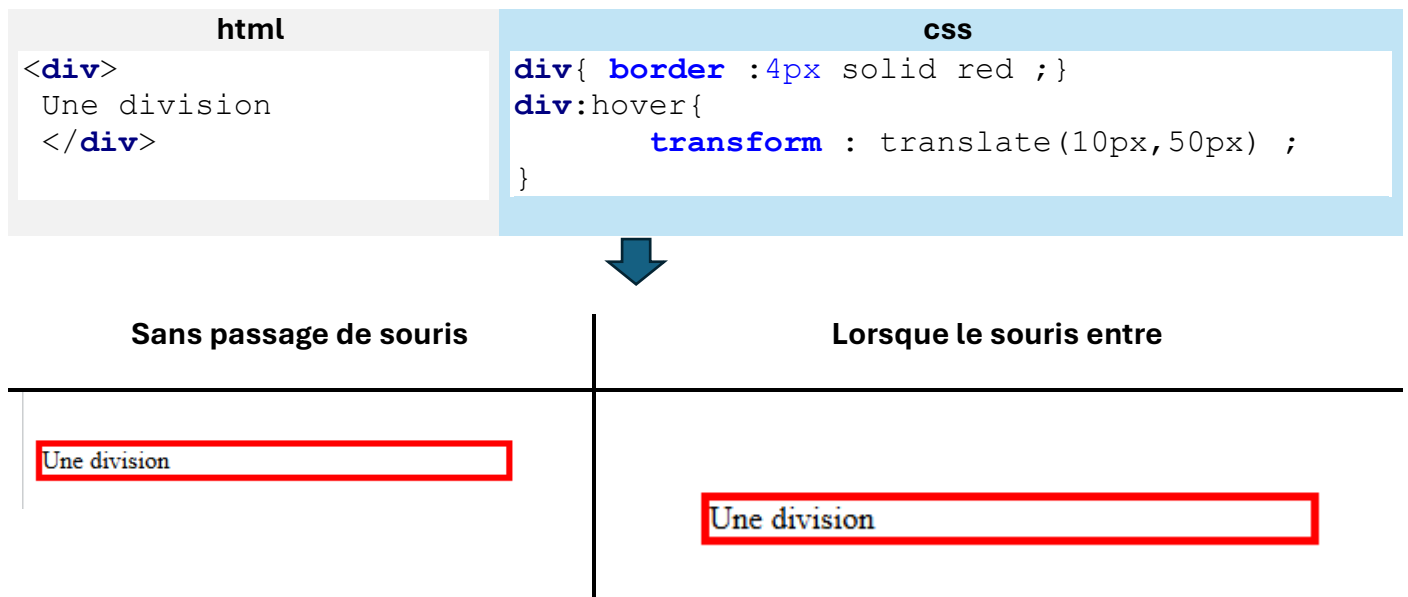 html
css
<div>
Une division
</div>
div{ border :4px solid red ;}
div:hover{
transform : translate(10px,50px) ;
}
Sans passage de souris
Lorsque le souris entre
Une division
Une division